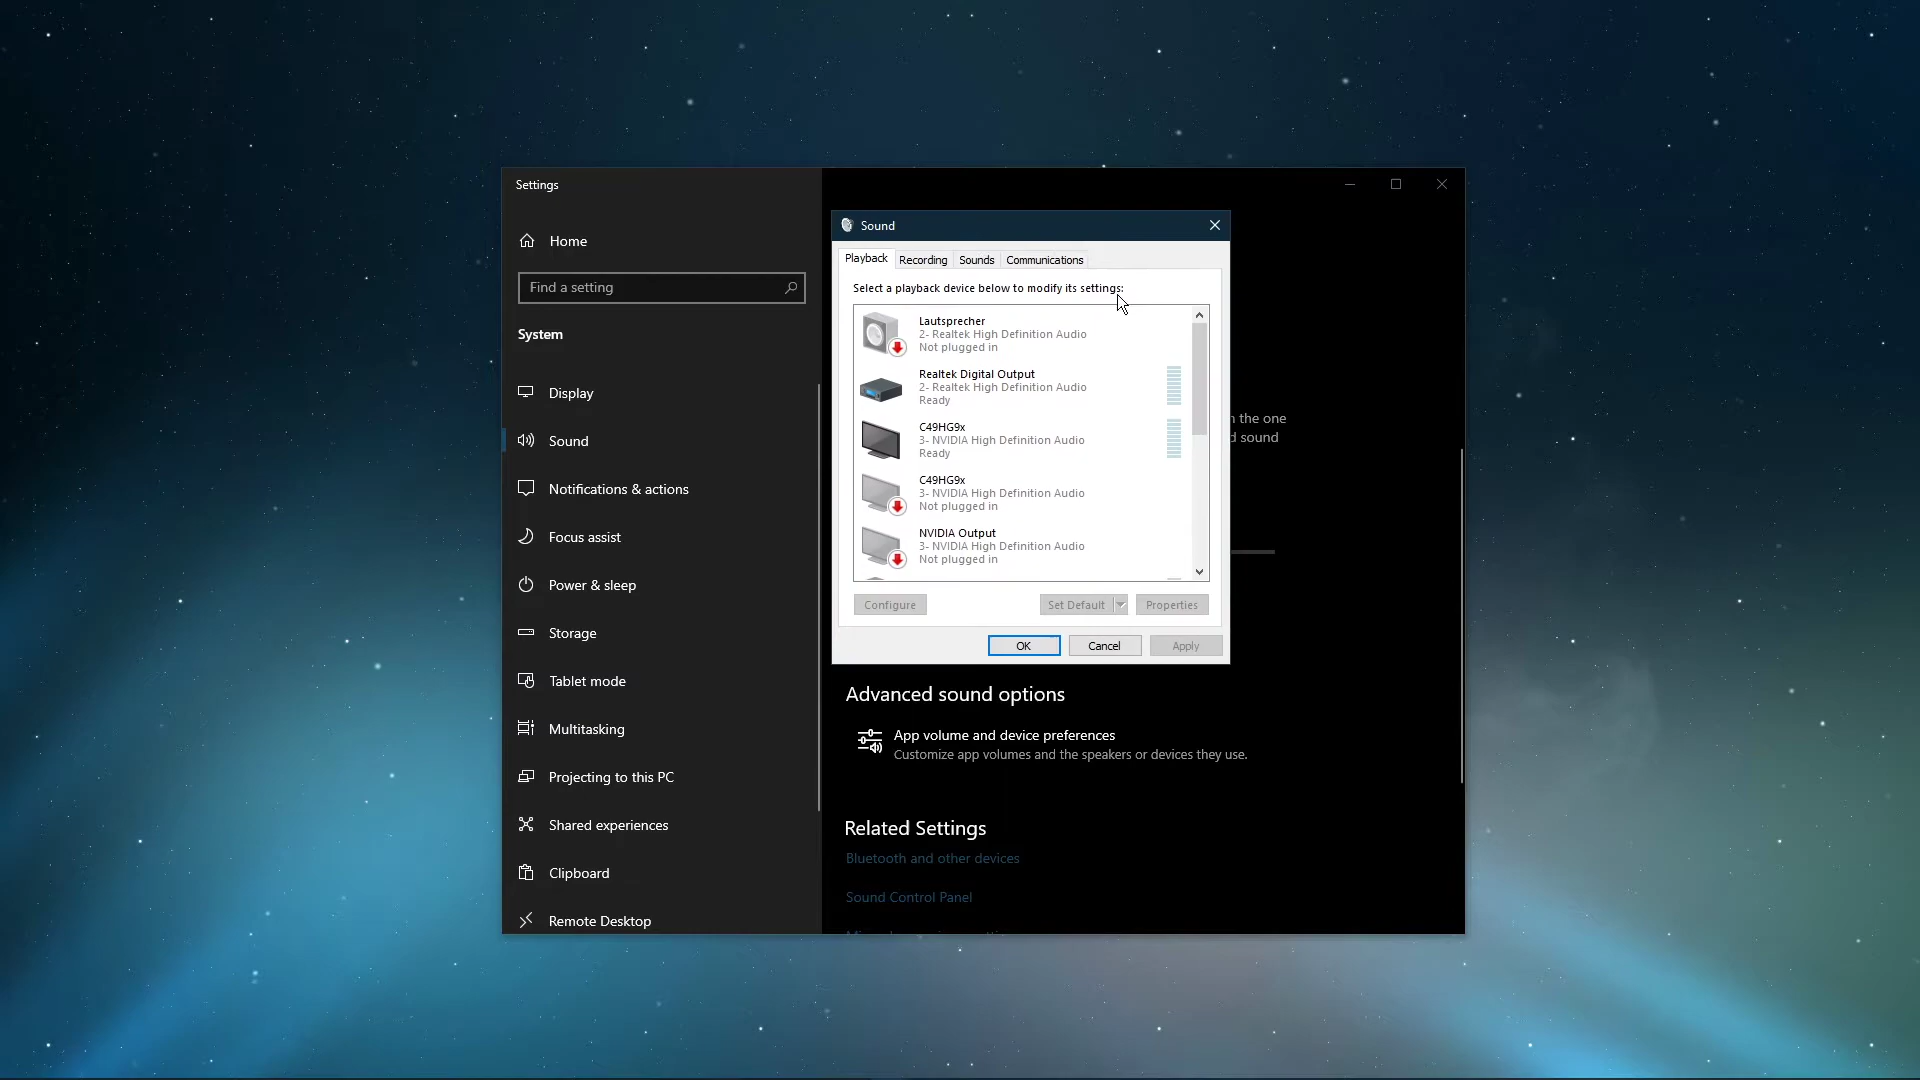 Settings
Home
Find a setting
System
Display
Sound
Notifications & actions
Focus assist
Power & sleep
Storage
Tablet mode
Multitasking
Projecting to this PC
Shared experiences
Clipboard
Remote Desktop
Sound
Playback Recording Sounds Communications
Select a playback device below to modify its settings:
Lautsprecher
2- Realtek High Definition Audio
Not plugged in
Realtek Digital Output
2- Realtek High Definition Audio
Ready
C49HG9x
3- NVIDIA High Definition Audio
Ready
C49HG9x
3- NVIDIA High Definition Audio
Not plugged in
NVIDIA Output
3- NVIDIA High Definition Audio
Not plugged in
Configure Set Default Properties
OK Cancel Apply
the one
sound
Advanced sound options
App volume and device preferences
Customize app volumes and the speakers or devices they use.
Related Settings
Bluetooth and other devices
Sound Control Panel